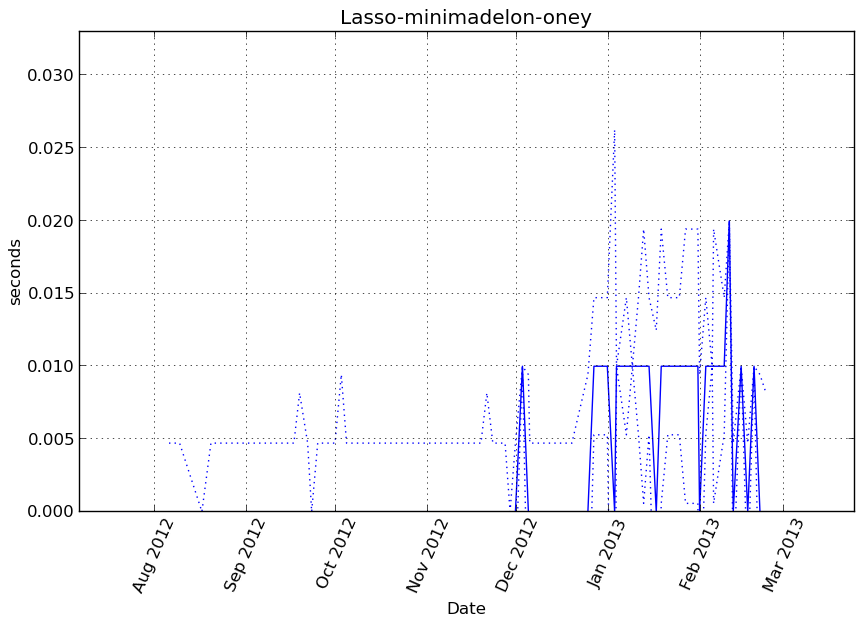 Lasso-minimadelon-oney
0.030
0.025
0.020
0.015
0.010
0.005
0.000
seconds
Aug 2012
Sep 2012
Oct 2012
Nov 2012
Dec 2012
Jan 2013
Feb 2013
Mar 2013
Date